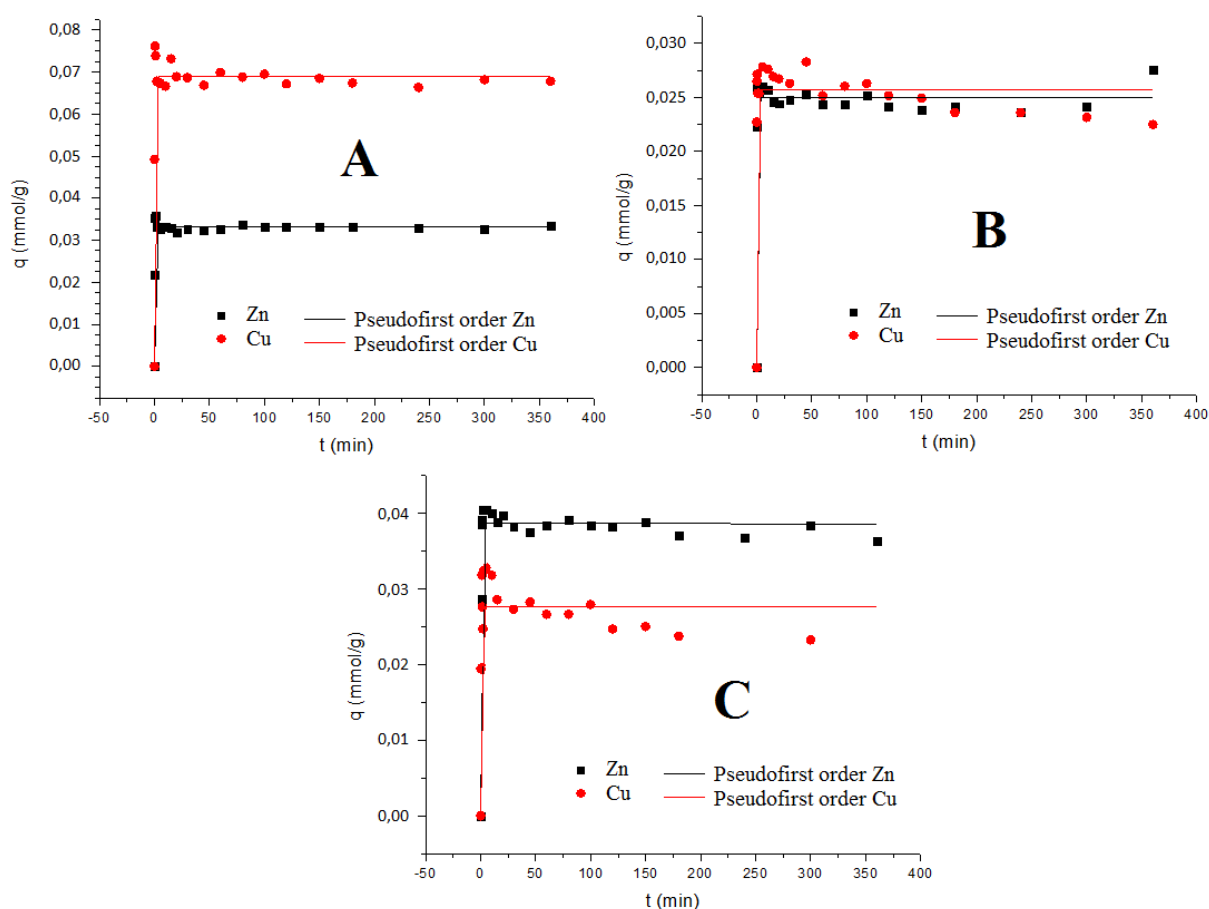 0,08
0,07
0,06
0,05
0,04
0,03
0,02
0,01
0,00
q (mmol/g)
A
Zn
Pseudofirst order Zn
Cu
Pseudofirst order Cu
-50 0 50 100 150 200 250 300 350 400
t (min)
0,030
0,025
0,020
0,015
0,010
0,005
0,000
q (mmol/g)
B
Zn
Pseudofirst order Zn
Cu
Pseudofirst order Cu
-50 0 50 100 150 200 250 300 350 400
t (min)
0,04
0,03
0,02
0,01
0,00
q (mmol/g)
C
Zn
Pseudofirst order Zn
Cu
Pseudofirst order Cu
-50 0 50 100 150 200 250 300 350 400
t (min)